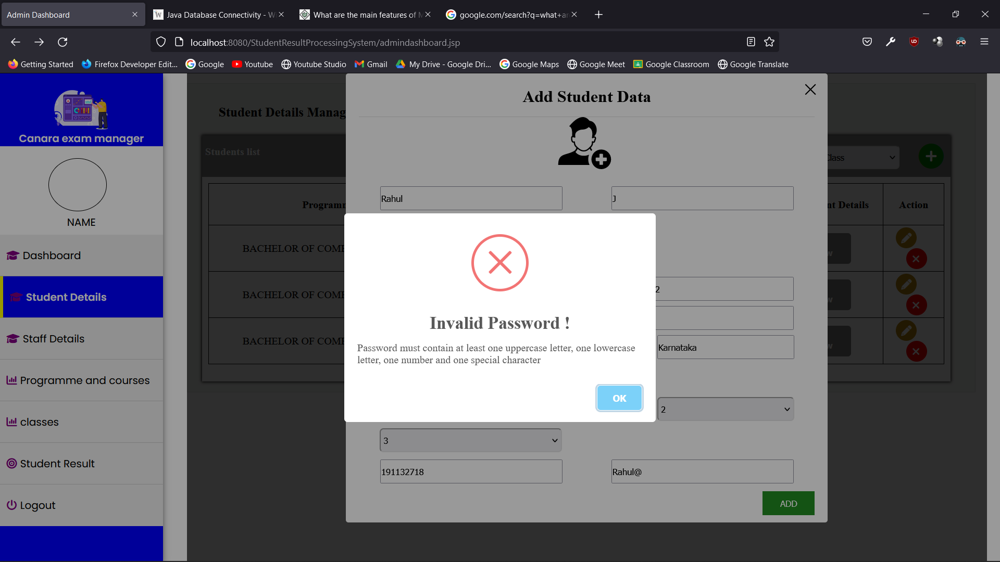 Admin Dashboard
Java Database Connectivity - W
What are the main features of M
google.com/search?q=what+ar
localhost:8080/StudentResultProcessingSystem/admindashboard.jsp
Getting Started
Firefox Developer Edit...
Google
Youtube
Youtube Studio
Gmail
My Drive - Google Dri...
Google Maps
Google Meet
Google Classroom
Google Translate
Canara exam manager
NAME
Dashboard
Student Details
Staff Details
Programme and courses
classes
Student Result
Logout
Student Details Manag
Students list
Class
Program
nt Details
Action
BACHELOR OF COM
BACHELOR OF COM
BACHELOR OF COM
w
w
w
Add Student Data
Rahul
J
2
Karnataka
2
3
191132718
Rahul@
ADD
Invalid Password !
Password must contain at least one uppercase letter, one lowercase
letter, one number and one special character
OK